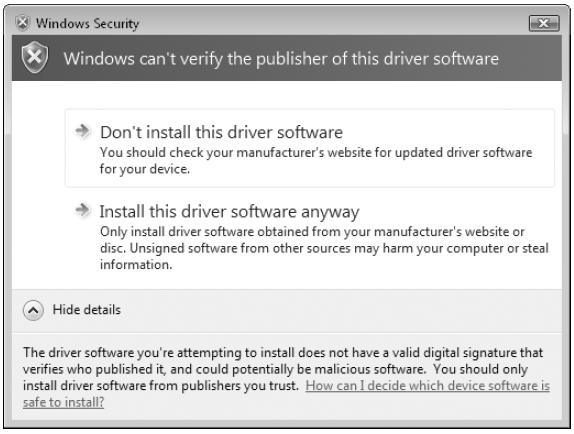 Windows Security
Windows can't verify the publisher of this driver software
Don't install this driver software
You should check your manufacturer's website for updated driver software
for your device.
Install this driver software anyway
Only install driver software obtained from your manufacturer's website or
disc. Unsigned software from other sources may harm your computer or steal
information.
Hide details
The driver software you're attempting to install does not have a valid digital signature that
verifies who published it, and could potentially be malicious software.  You should only
install driver software from publishers you trust.  How can I decide which device software is
safe to install?